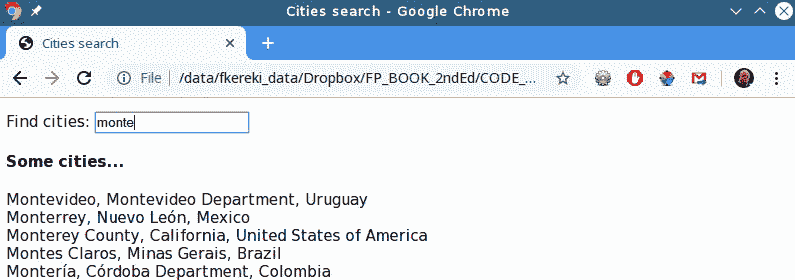 Cities search - Google Chrome
Cities search
File /data/fkereki_data/Dropbox/FP_BOOK_2ndEd/CODE_...
Find cities: monte
Some cities...
Montevideo, Montevideo Department, Uruguay
Monterrey, Nuevo León, Mexico
Monterey County, California, United States of America
Montes Claros, Minas Gerais, Brazil
Montería, Córdoba Department, Colombia